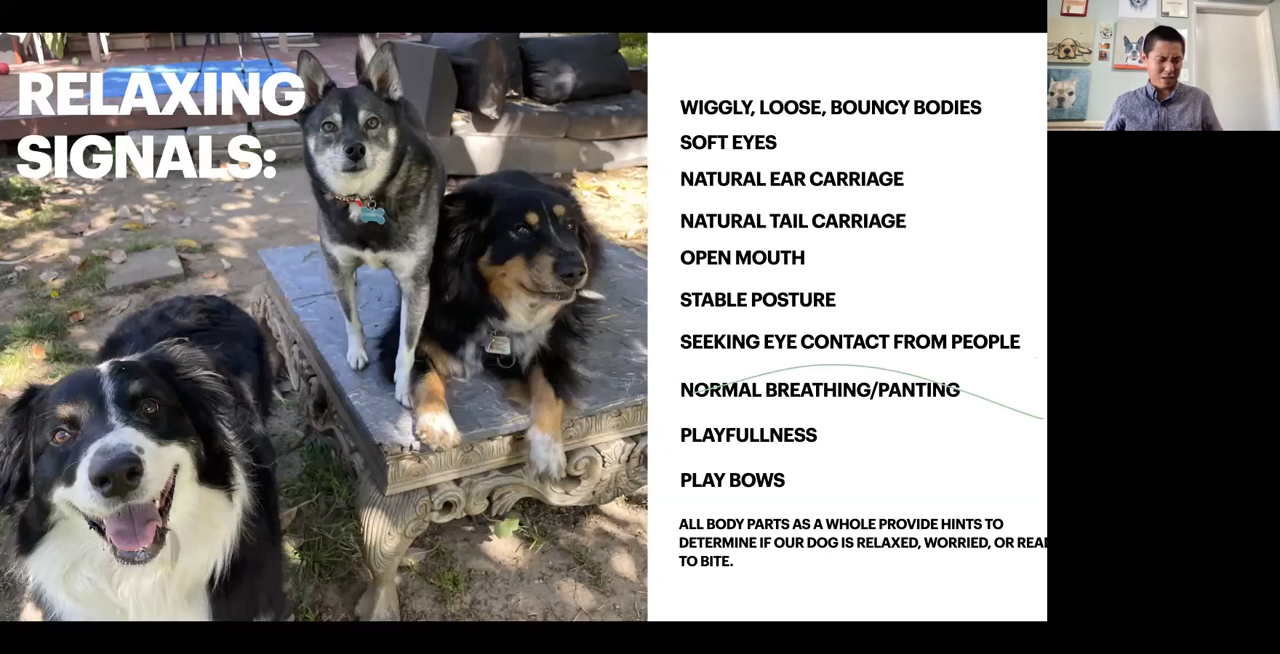 RELAXING
SIGNALS:
WIGGLY, LOOSE, BOUNCY BODIES
SOFT EYES
NATURAL EAR CARRIAGE
NATURAL TAIL CARRIAGE
OPEN MOUTH
STABLE POSTURE
SEEKING EYE CONTACT FROM PEOPLE
NORMAL BREATHING/PANTING
PLAYFULLNESS
PLAY BOWS
ALL BODY PARTS AS A WHOLE PROVIDE HINTS TO
DETERMINE IF OUR DOG IS RELAXED, WORRIED, OR REA
TO BITE.